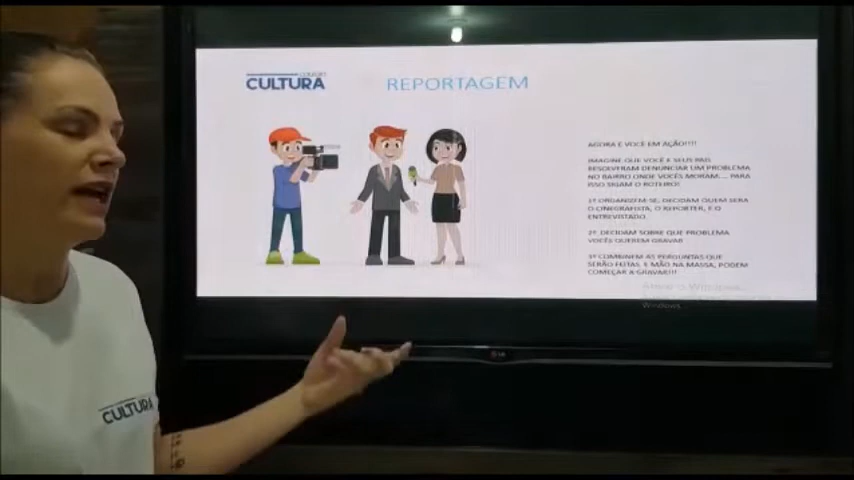 CULTURA
REPORTAGEM
AGORA É VOCÊ EM AÇÃO!!!!
IMAGINE QUE VOCÊ E SEUS PAIS
RESOLVERAM DENUNCIAR UM PROBLEMA
NO BAIRRO ONDE VOCÊS MORAM.... PARA
ISSO SIGAM O ROTEIRO!
1º ORGANIZEM-SE, DECIDAM QUEM SERÁ
O CINEGRAFISTA, O REPÓRTER, E O
ENTREVISTADO
2º. DECIDAM SOBRE QUE PROBLEMA
VOCÊS QUEREM GRAVAR
3º COMBINEM AS PERGUNTAS QUE
SERÃO FEITAS. E MÃO NA MASSA, PODEM
COMEÇAR A GRAVAR!!!!
Windows.
LG
CULTURA